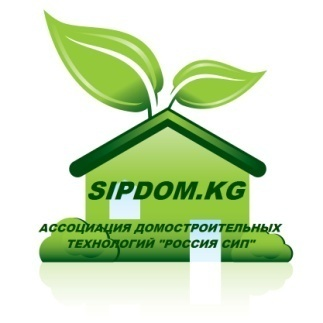 SIPDOM.KG
АССОЦИАЦИЯ ДОМОСТРОИТЕЛЬНЫХ
ТЕХНОЛОГИЙ "РОССИЯ СИП"